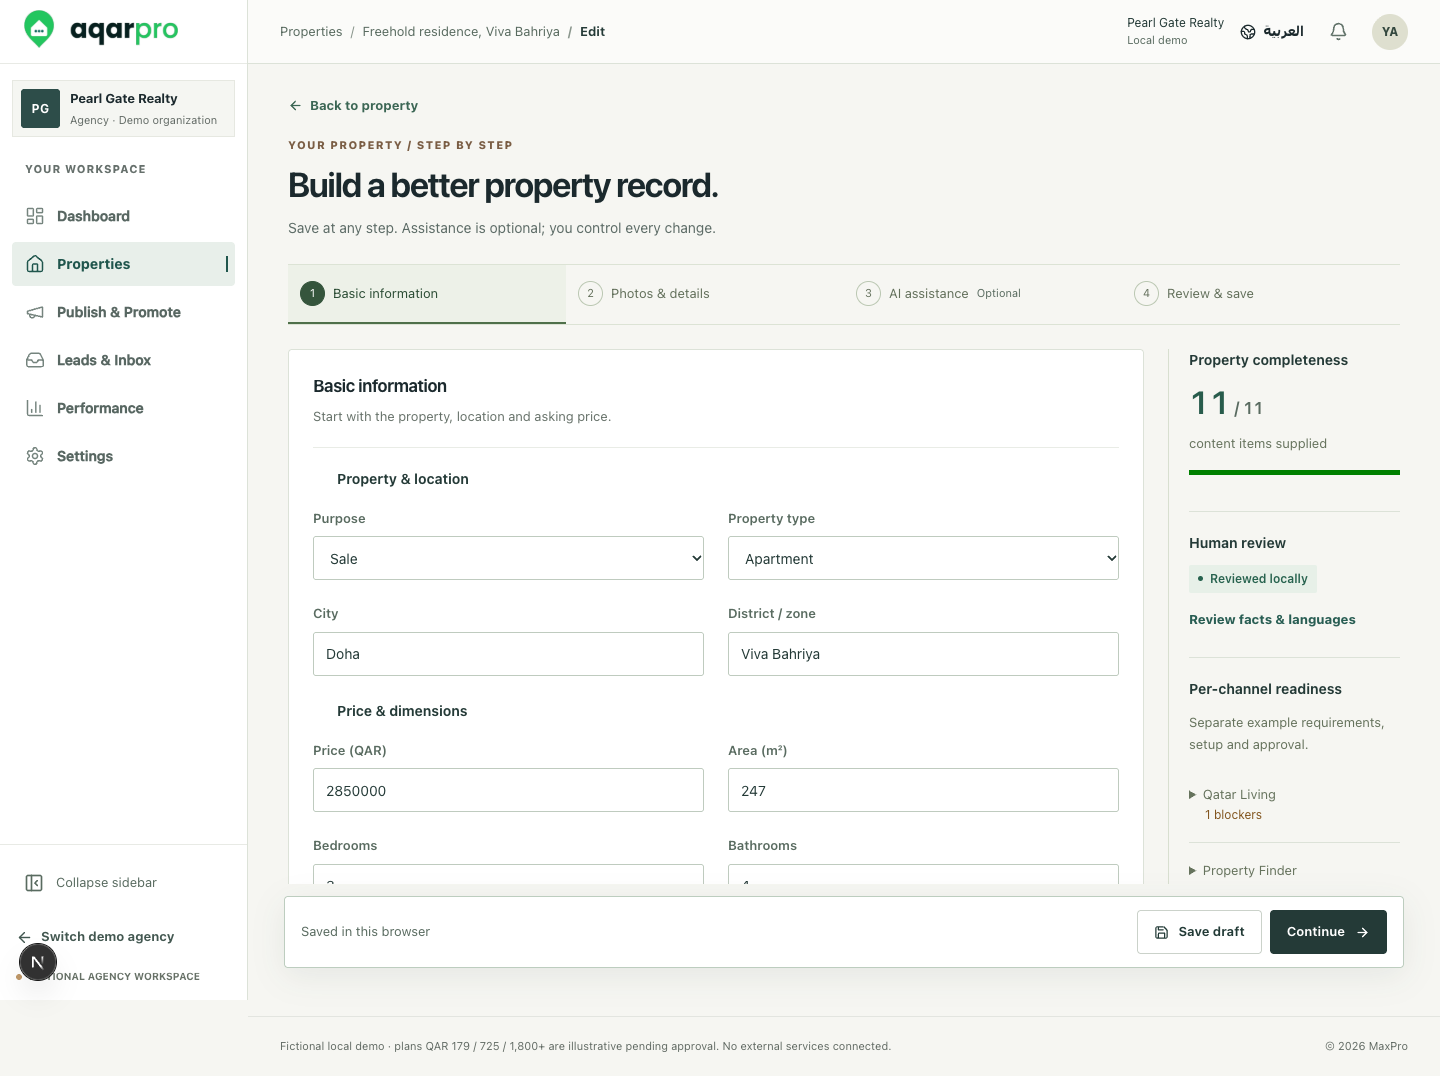 aqarpro
Properties / Freehold residence, Viva Bahriya / Edit
Pearl Gate Realty
Local demo
العربية
YA
PG
Pearl Gate Realty
Agency · Demo organization
YOUR WORKSPACE
Dashboard
Properties
Publish & Promote
Leads & Inbox
Performance
Settings
Collapse sidebar
Switch demo agency
N
AGENCY WORKSPACE
Back to property
YOUR PROPERTY / STEP BY STEP
Build a better property record.
Save at any step. Assistance is optional; you control every change.
1 Basic information
2 Photos & details
3 AI assistance Optional
4 Review & save
Basic information
Start with the property, location and asking price.
Property & location
Purpose
Sale
Property type
Apartment
City
Doha
District / zone
Viva Bahriya
Price & dimensions
Price (QAR)
2850000
Area (m²)
247
Bedrooms
Bathrooms
Property completeness
11 / 11
content items supplied
Human review
Reviewed locally
Review facts & languages
Per-channel readiness
Separate example requirements,
setup and approval.
Qatar Living
1 blockers
Property Finder
Saved in this browser
Save draft
Continue
Fictional local demo · plans QAR 179 / 725 / 1,800+ are illustrative pending approval. No external services connected.
© 2026 MaxPro